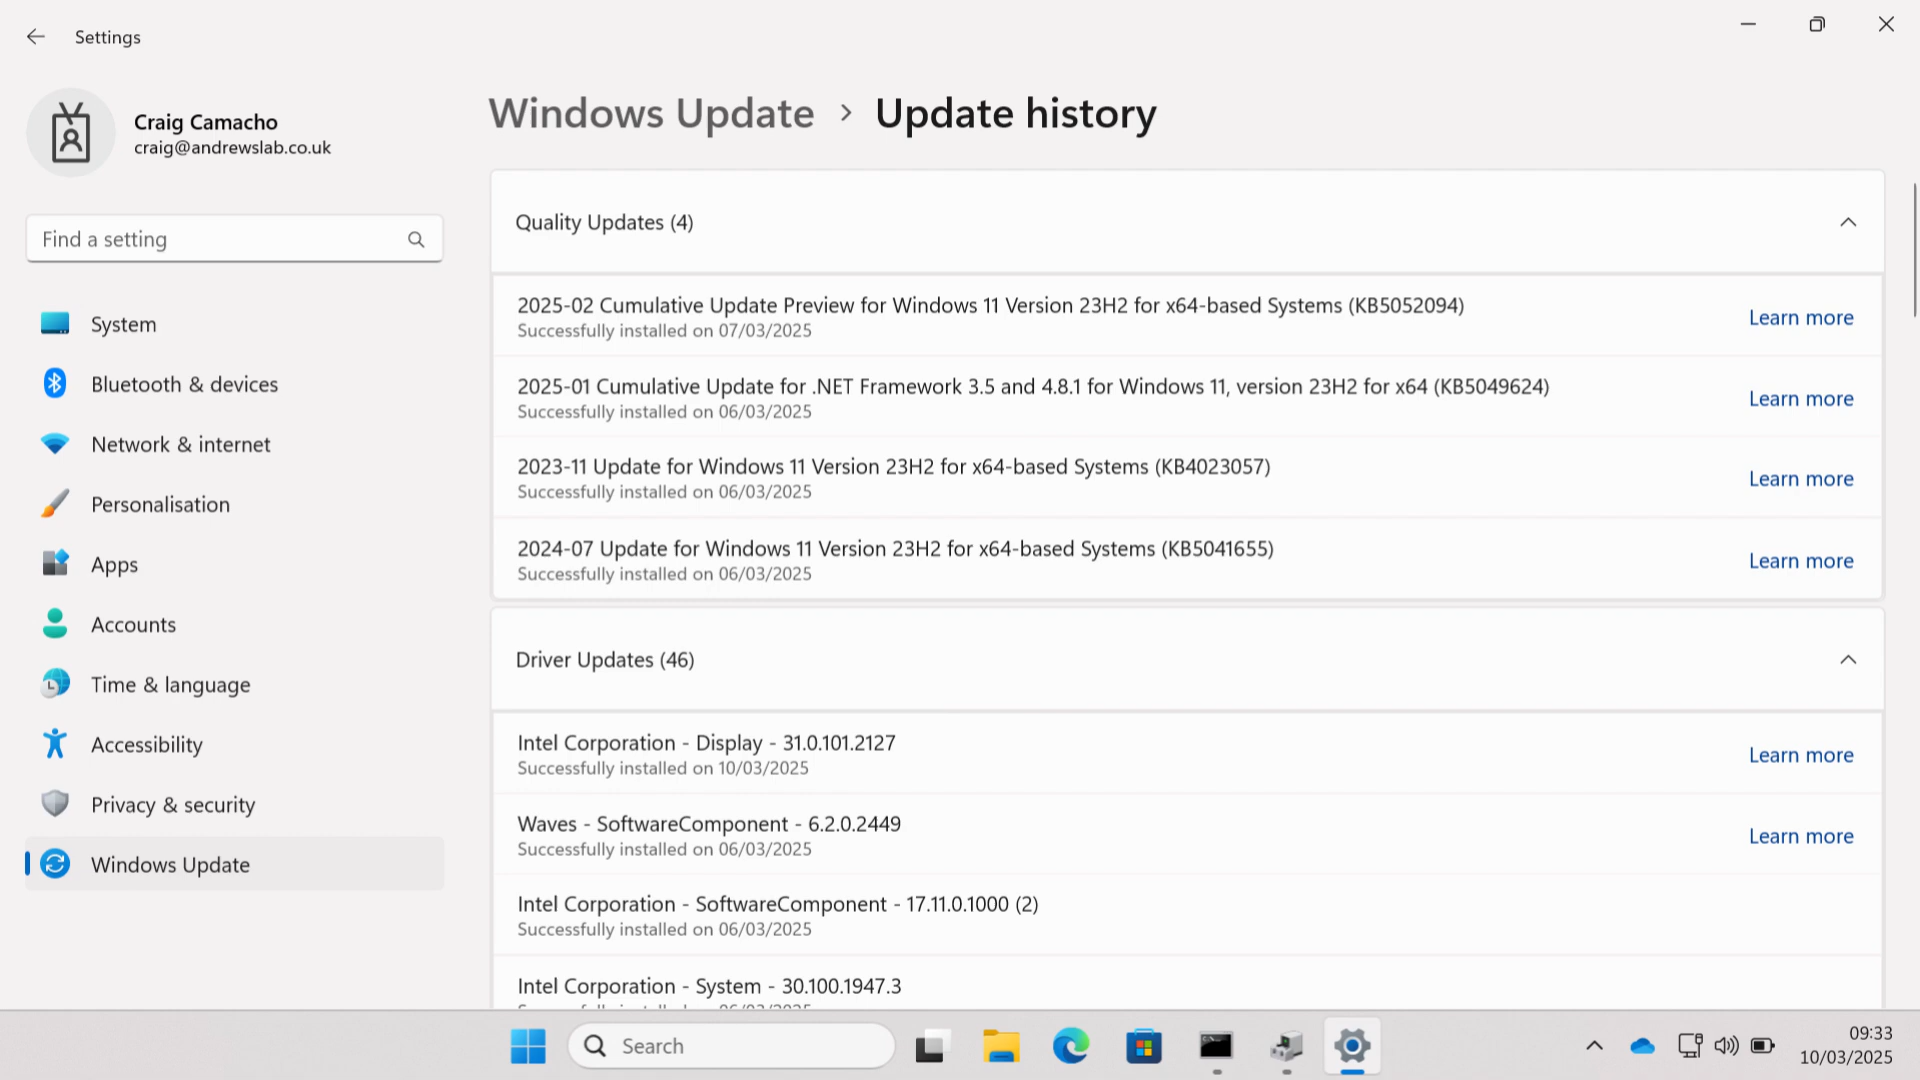 Settings
Craig Camacho
craig@andrewslab.co.uk
Find a setting
System
Bluetooth & devices
Network & internet
Personalisation
Apps
Accounts
Time & language
Accessibility
Privacy & security
Windows Update
Windows Update > Update history
Quality Updates (4)
2025-02 Cumulative Update Preview for Windows 11 Version 23H2 for x64-based Systems (KB5052094)
Successfully installed on 07/03/2025
Learn more
2025-01 Cumulative Update for .NET Framework 3.5 and 4.8.1 for Windows 11, version 23H2 for x64 (KB5049624)
Successfully installed on 06/03/2025
Learn more
2023-11 Update for Windows 11 Version 23H2 for x64-based Systems (KB4023057)
Successfully installed on 06/03/2025
Learn more
2024-07 Update for Windows 11 Version 23H2 for x64-based Systems (KB5041655)
Successfully installed on 06/03/2025
Learn more
Driver Updates (46)
Intel Corporation - Display - 31.0.101.2127
Successfully installed on 10/03/2025
Learn more
Waves - SoftwareComponent - 6.2.0.2449
Successfully installed on 06/03/2025
Learn more
Intel Corporation - SoftwareComponent - 17.11.0.1000 (2)
Successfully installed on 06/03/2025
Intel Corporation - System - 30.100.1947.3
Search
09:33
10/03/2025